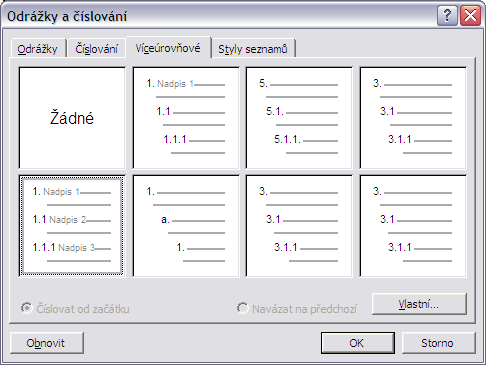 Odrážky a číslování
Odrážky
Číslování
Víceúrovňové
Styly seznamů
Žádné
1. Nadpis 1
1.1
1.1.1
5.
5.1.
5.1.1.
3.
3.1
3.1.1
1. Nadpis 1
1.1 Nadpis 2
1.1.1 Nadpis 3
1.
a.
1.
3.
3.1
3.1.1
3.
3.1
3.1.1
Číslovat od začátku
Navázat na předchozí
Vlastní...
Obnovit
OK
Storno